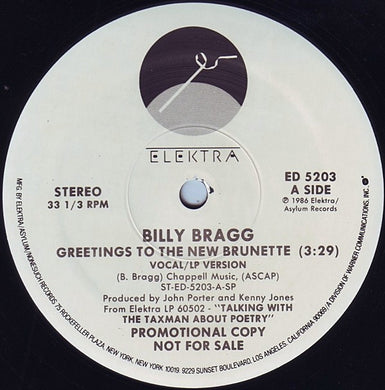 ELEKTRA
STEREO
33 1/3 RPM
ED 5203
A SIDE
℗ 1986 Elektra/
Asylum Records
BILLY BRAGG
GREETINGS TO THE NEW BRUNETTE (3:29)
VOCAL/LP VERSION
(B. Bragg) Chappell Music, (ASCAP)
ST-ED-5203-A-SP
Produced by John Porter and Kenny Jones
From Elektra LP 60502 - "TALKING WITH
THE TAXMAN ABOUT POETRY"
PROMOTIONAL COPY
NOT FOR SALE
MFG. BY ELEKTRA/ASYLUM/NONESUCH RECORDS 75 ROCKEFELLER PLAZA, NEW YORK, NEW YORK 10019. 9229 SUNSET BOULEVARD, LOS ANGELES, CALIFORNIA 90069/A DIVISION OF WARNER COMMUNICATIONS, INC.